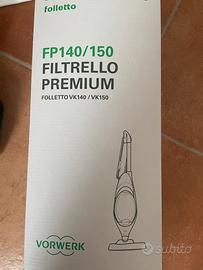 folletto
FP140/150
FILTRELLO
PREMIUM
FOLLETTO VK140 / VK150
VORWERK
subito